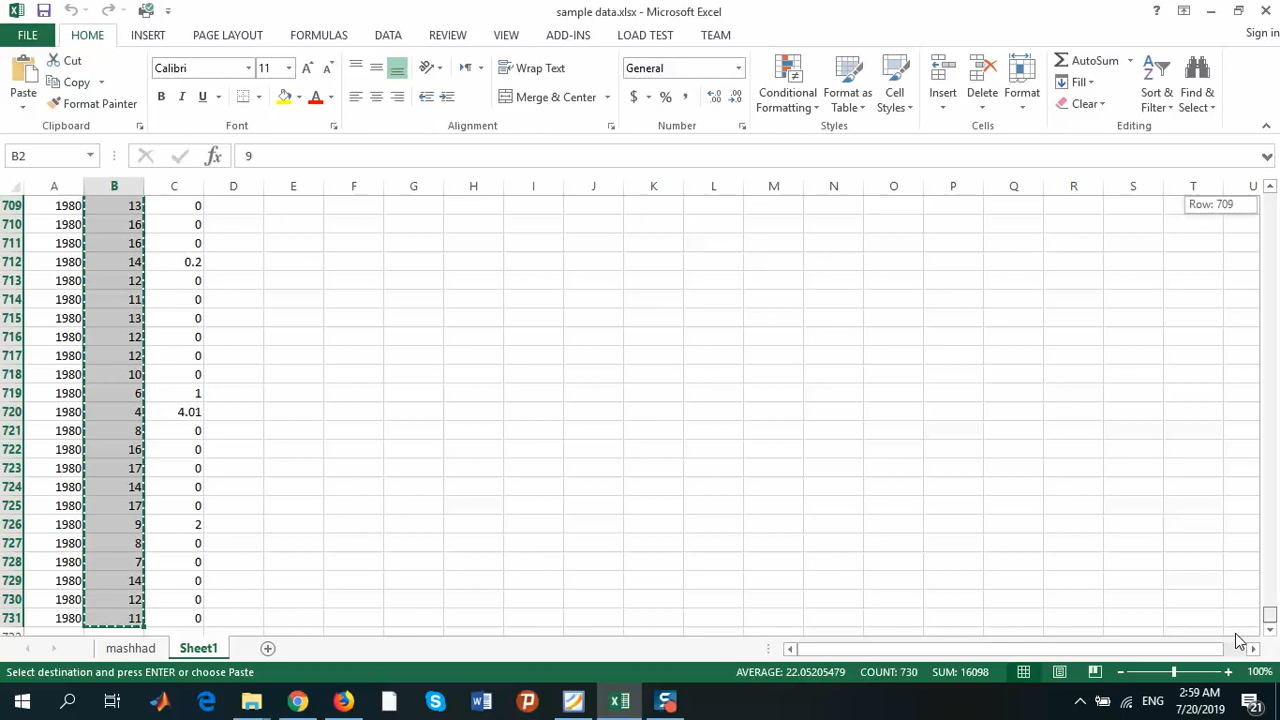 sample data.xlsx - Microsoft Excel
?
FILE HOME INSERT PAGE LAYOUT FORMULAS DATA REVIEW VIEW ADD-INS LOAD TEST TEAM Sign in
Paste
Cut
Copy
Format Painter
Clipboard
Calibri 11
B I U
Font
Wrap Text
Merge & Center
Alignment
General
$ % ,
Number
Conditional Formatting
Format as Table
Cell Styles
Styles
Insert
Delete
Format
Cells
AutoSum
Fill
Clear
Sort & Filter
Find & Select
Editing
B2 fx 9
A B C D E F G H I J K L M N O P Q R S T U
Row: 709
709 1980 13 0
710 1980 16 0
711 1980 16 0
712 1980 14 0.2
713 1980 12 0
714 1980 11 0
715 1980 13 0
716 1980 12 0
717 1980 12 0
718 1980 10 0
719 1980 6 1
720 1980 4 4.01
721 1980 8 0
722 1980 16 0
723 1980 17 0
724 1980 14 0
725 1980 17 0
726 1980 9 2
727 1980 8 0
728 1980 7 0
729 1980 14 0
730 1980 12 0
731 1980 11 0
mashhad Sheet1
Select destination and press ENTER or choose Paste AVERAGE: 22.05205479 COUNT: 730 SUM: 16098 100%
ENG
2:59 AM
7/20/2019
21